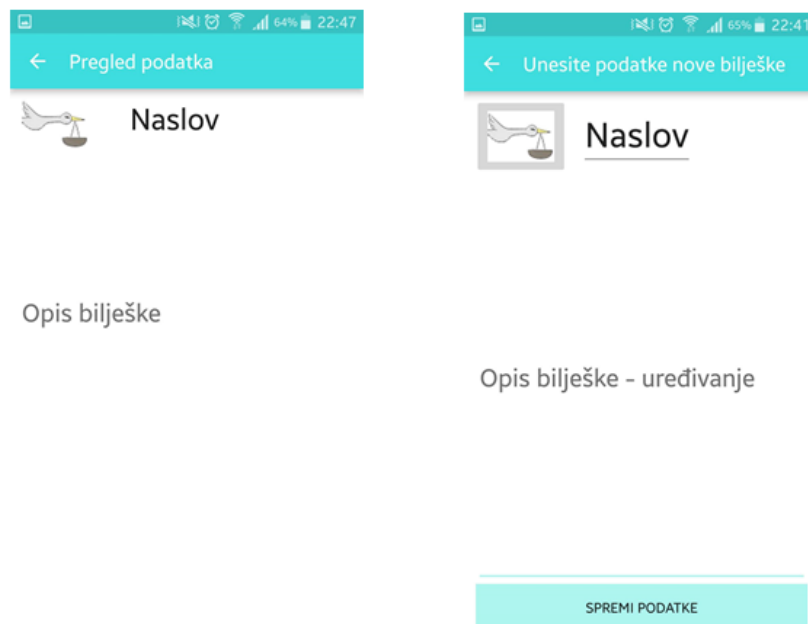 64% 22:47
Pregled podatka
Naslov
Opis bilješke
65% 22:41
Unesite podatke nove bilješke
Naslov
Opis bilješke - uređivanje
SPREMI PODATKE